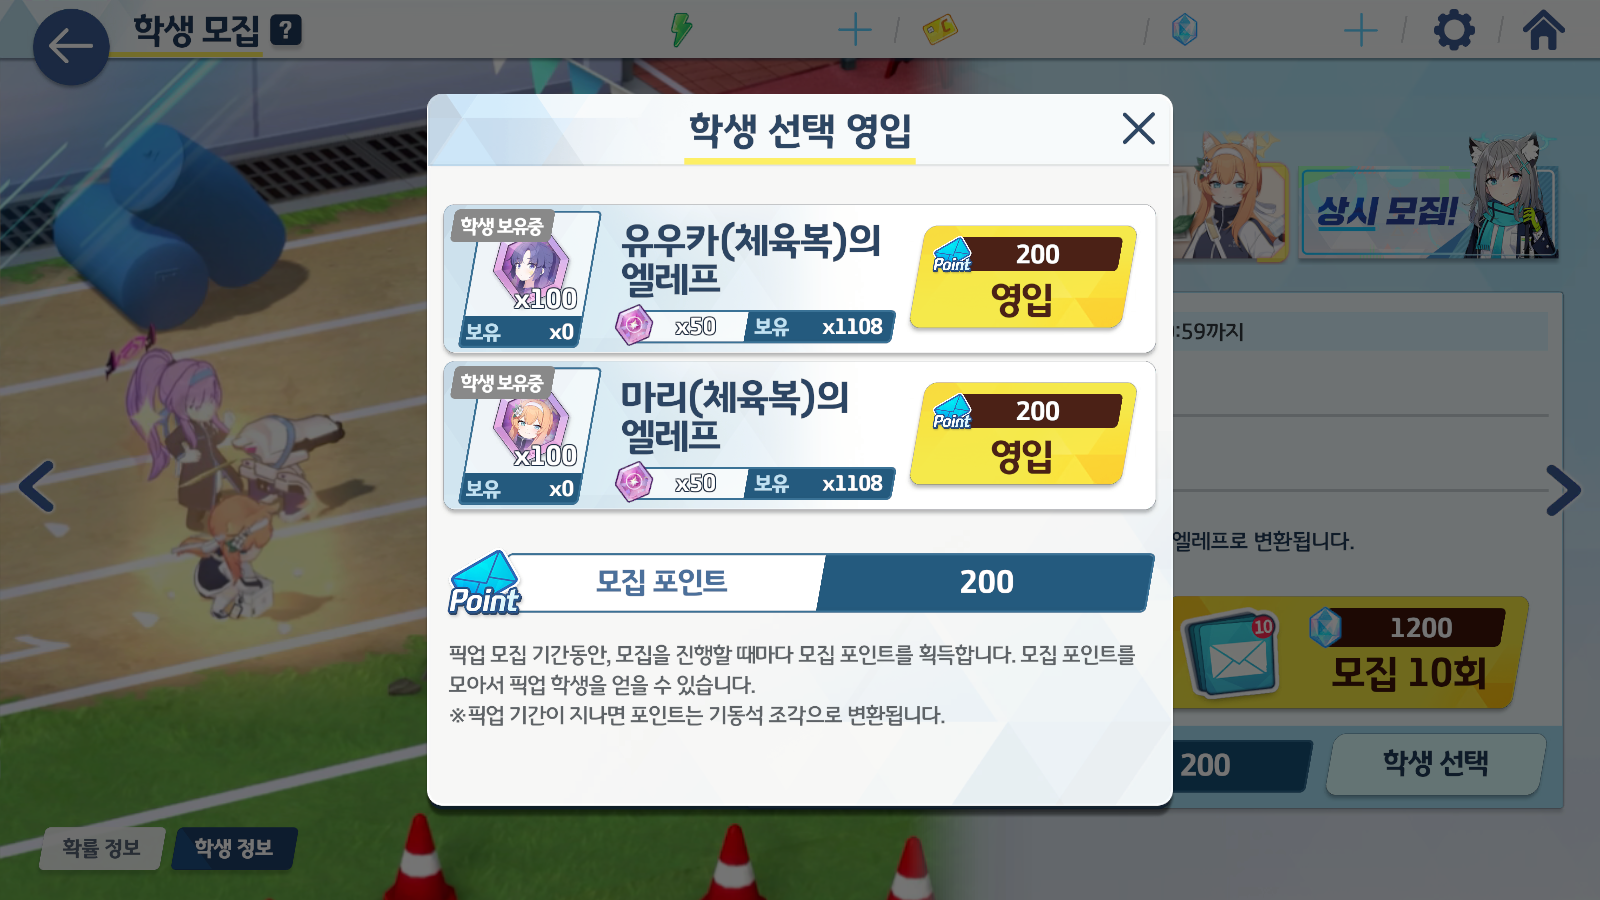 학생 모집 ?
C
학생 선택 영입
학생 보유중
x100
보유 x0
유우카(체육복)의
엘레프
x50 보유 x1108
Point 200
영입
학생 보유중
x100
보유 x0
마리(체육복)의
엘레프
x50 보유 x1108
Point 200
영입
Point 모집 포인트 200
픽업 모집 기간동안, 모집을 진행할 때마다 모집 포인트를 획득합니다. 모집 포인트를
모아서 픽업 학생을 얻을 수 있습니다.
※픽업 기간이 지나면 포인트는 기동석 조각으로 변환됩니다.
상시 모집!
:59까지
엘레프로 변환됩니다.
10
1200
모집 10회
200
학생 선택
확률 정보
학생 정보